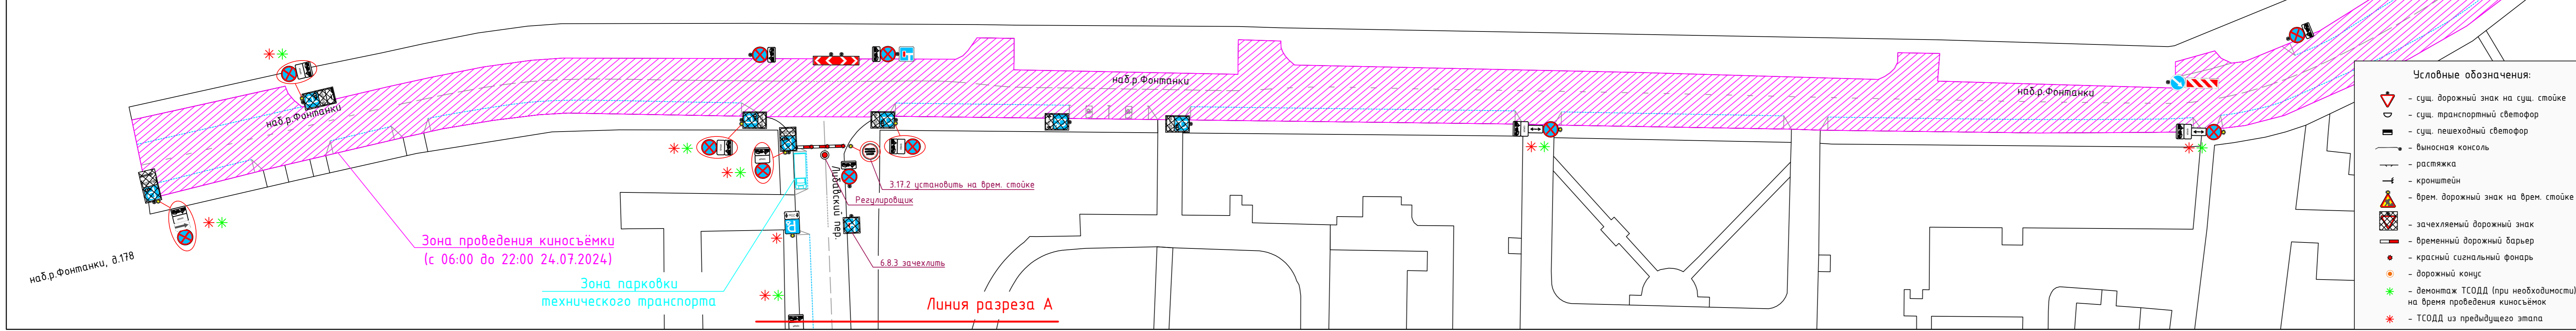 наб.р.Фонтанки
наб.р.Фонтанки
наб.р.Фонтанки
Либавский пер.
3.17.2 установить на врем. стойке
Регулировщик
6.8.3 зачехлить
Зона проведения киносъёмки
(с 06:00 до 22:00 24.07.2024)
наб.р.Фонтанки, д.178
Зона парковки
технического транспорта
Линия разреза А
Условные обозначения:
- сущ. дорожный знак на сущ. стойке
- сущ. транспортный светофор
- сущ. пешеходный светофор
- выносная консоль
- растяжка
- кронштейн
- врем. дорожный знак на врем. стойке
- зачехляемый дорожный знак
- временный дорожный барьер
- красный сигнальный фонарь
- дорожный конус
- демонтаж ТСОДД (при необходимости)
на время проведения киносъёмок
- ТСОДД из предыдущего этапа